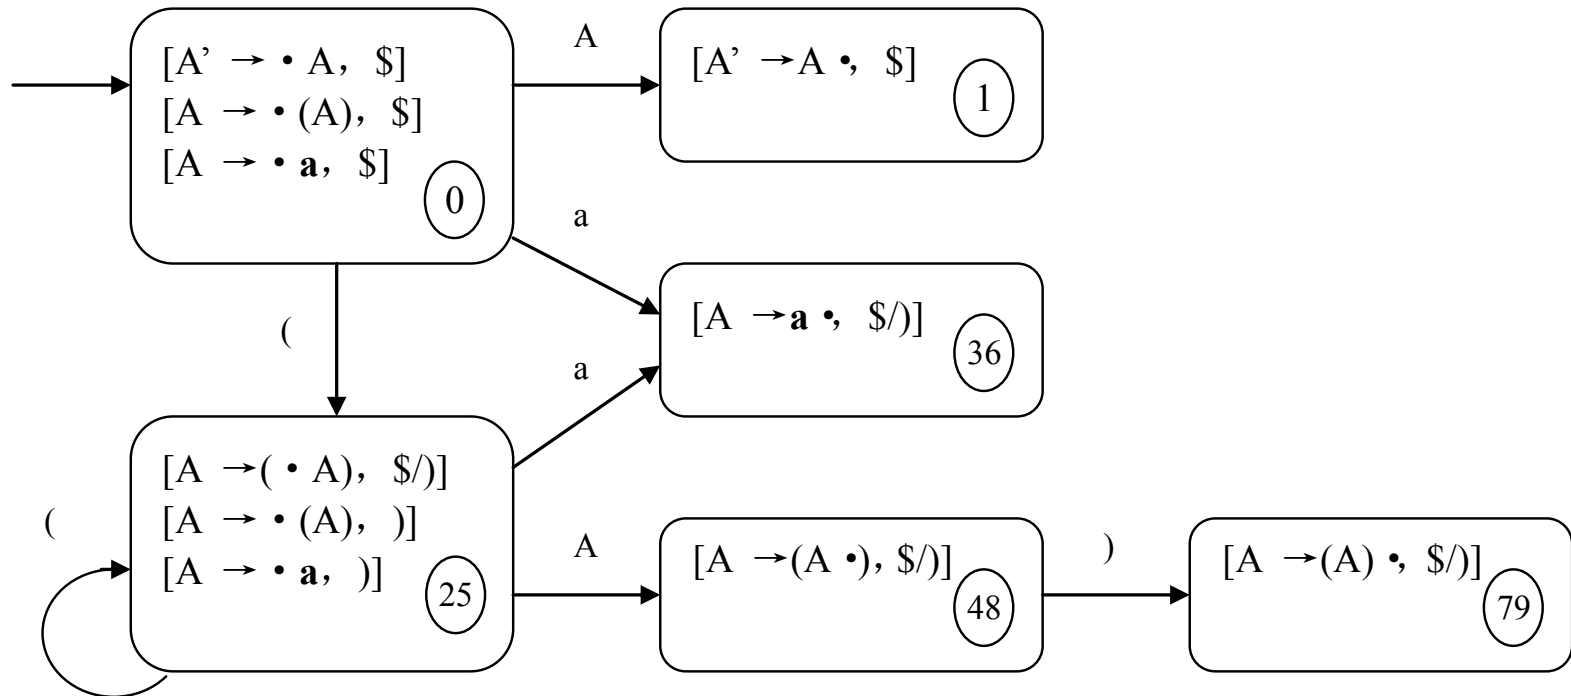 [A’ → • A, $]
[A → • (A), $]
[A → • a, $]
0
A
[A’ →A •, $]
1
a
[A →a •, $/)]
36
(
a
[A →( • A), $/)]
[A → • (A), )]
[A → • a, )]
25
(
A
[A →(A •), $/)]
48
)
[A →(A) •, $/)]
79